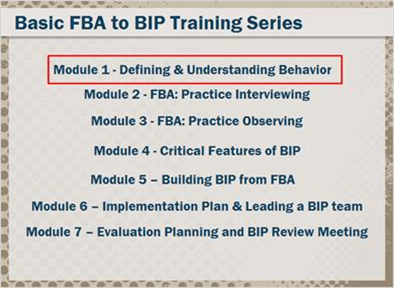 Basic FBA to BIP Training Series
Module 1 - Defining & Understanding Behavior
Module 2 - FBA: Practice Interviewing
Module 3 - FBA: Practice Observing
Module 4 - Critical Features of BIP
Module 5 – Building BIP from FBA
Module 6 – Implementation Plan & Leading a BIP team
Module 7 – Evaluation Planning and BIP Review Meeting